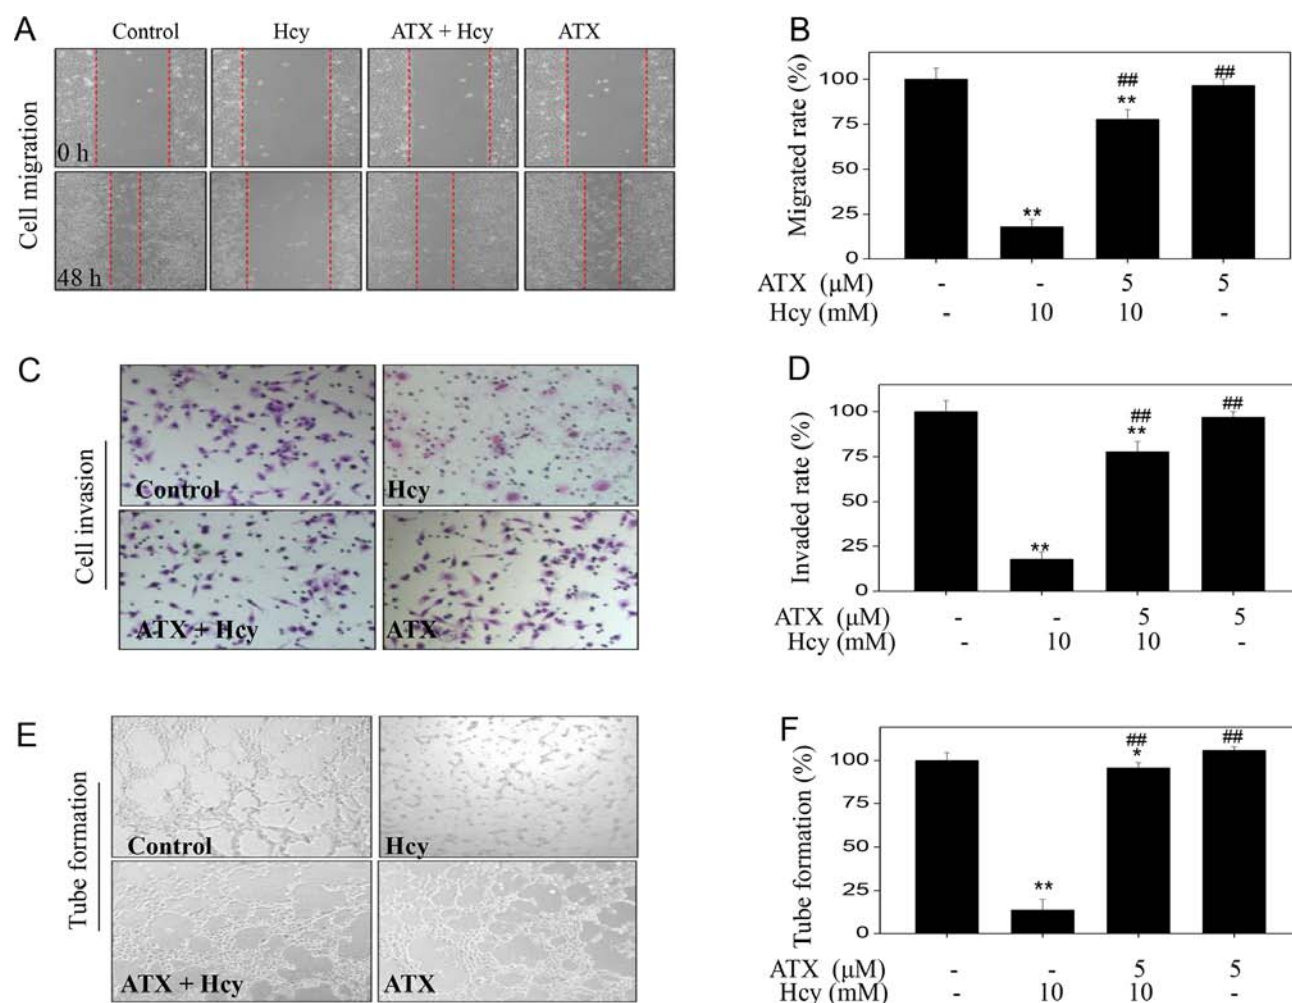 A
Control Hcy ATX + Hcy ATX
Cell migration
0 h
48 h
B
Migrated rate (%)
100
75
50
25
0
ATX (μM) - - 5 5
Hcy (mM) - 10 10 -
**
##
**
##
C
Cell invasion
Control
Hcy
ATX + Hcy
ATX
D
Invaded rate (%)
100
75
50
25
0
**
##
**
##
ATX (μM) - - 5 5
Hcy (mM) - 10 10 -
E
Tube formation
Control
Hcy
ATX + Hcy
ATX
F
Tube formation (%)
100
75
50
25
0
**
##
*
##
ATX (μM) - - 5 5
Hcy (mM) - 10 10 -